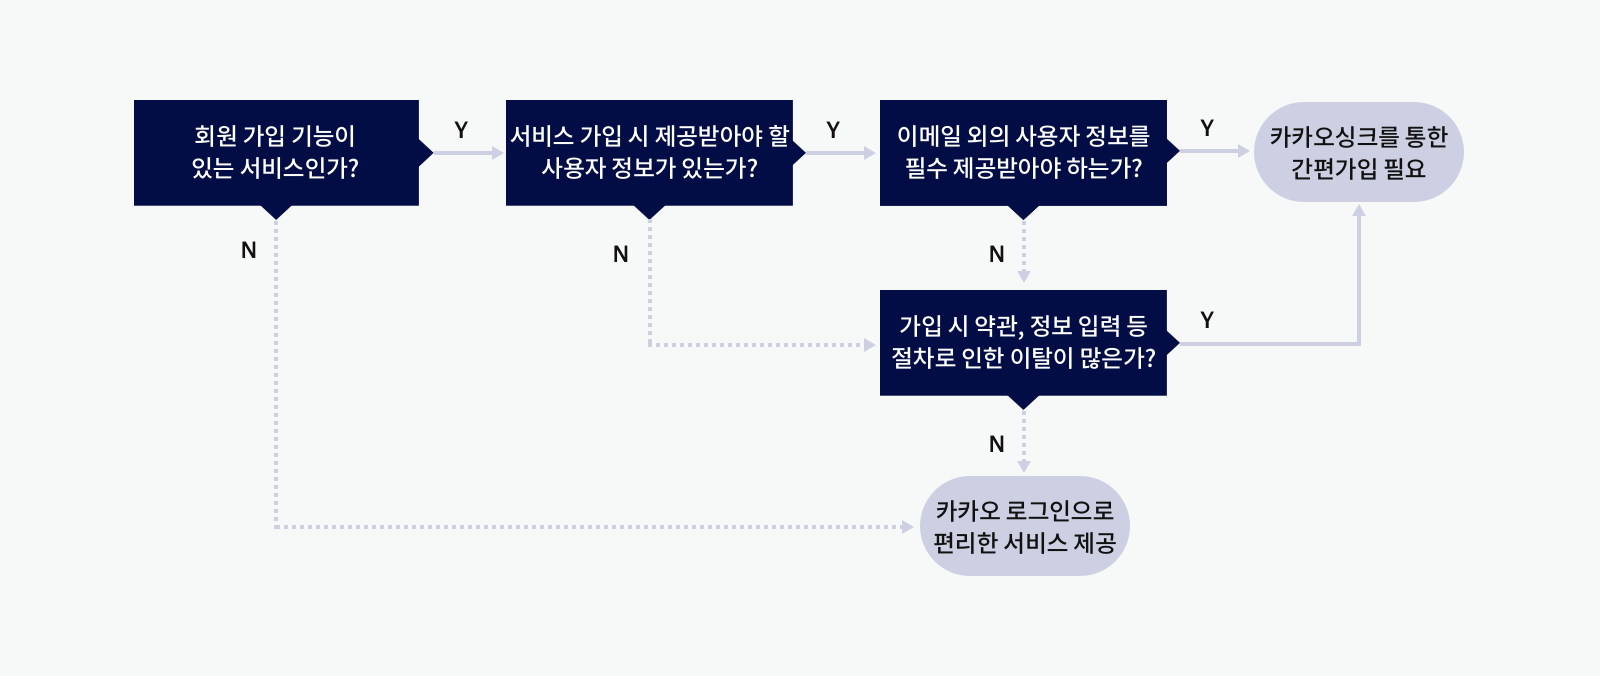 회원 가입 기능이
있는 서비스인가?
Y
서비스 가입 시 제공받아야 할
사용자 정보가 있는가?
Y
이메일 외의 사용자 정보를
필수 제공받아야 하는가?
Y
카카오싱크를 통한
간편가입 필요
N
N
N
가입 시 약관, 정보 입력 등
절차로 인한 이탈이 많은가?
Y
N
카카오 로그인으로
편리한 서비스 제공